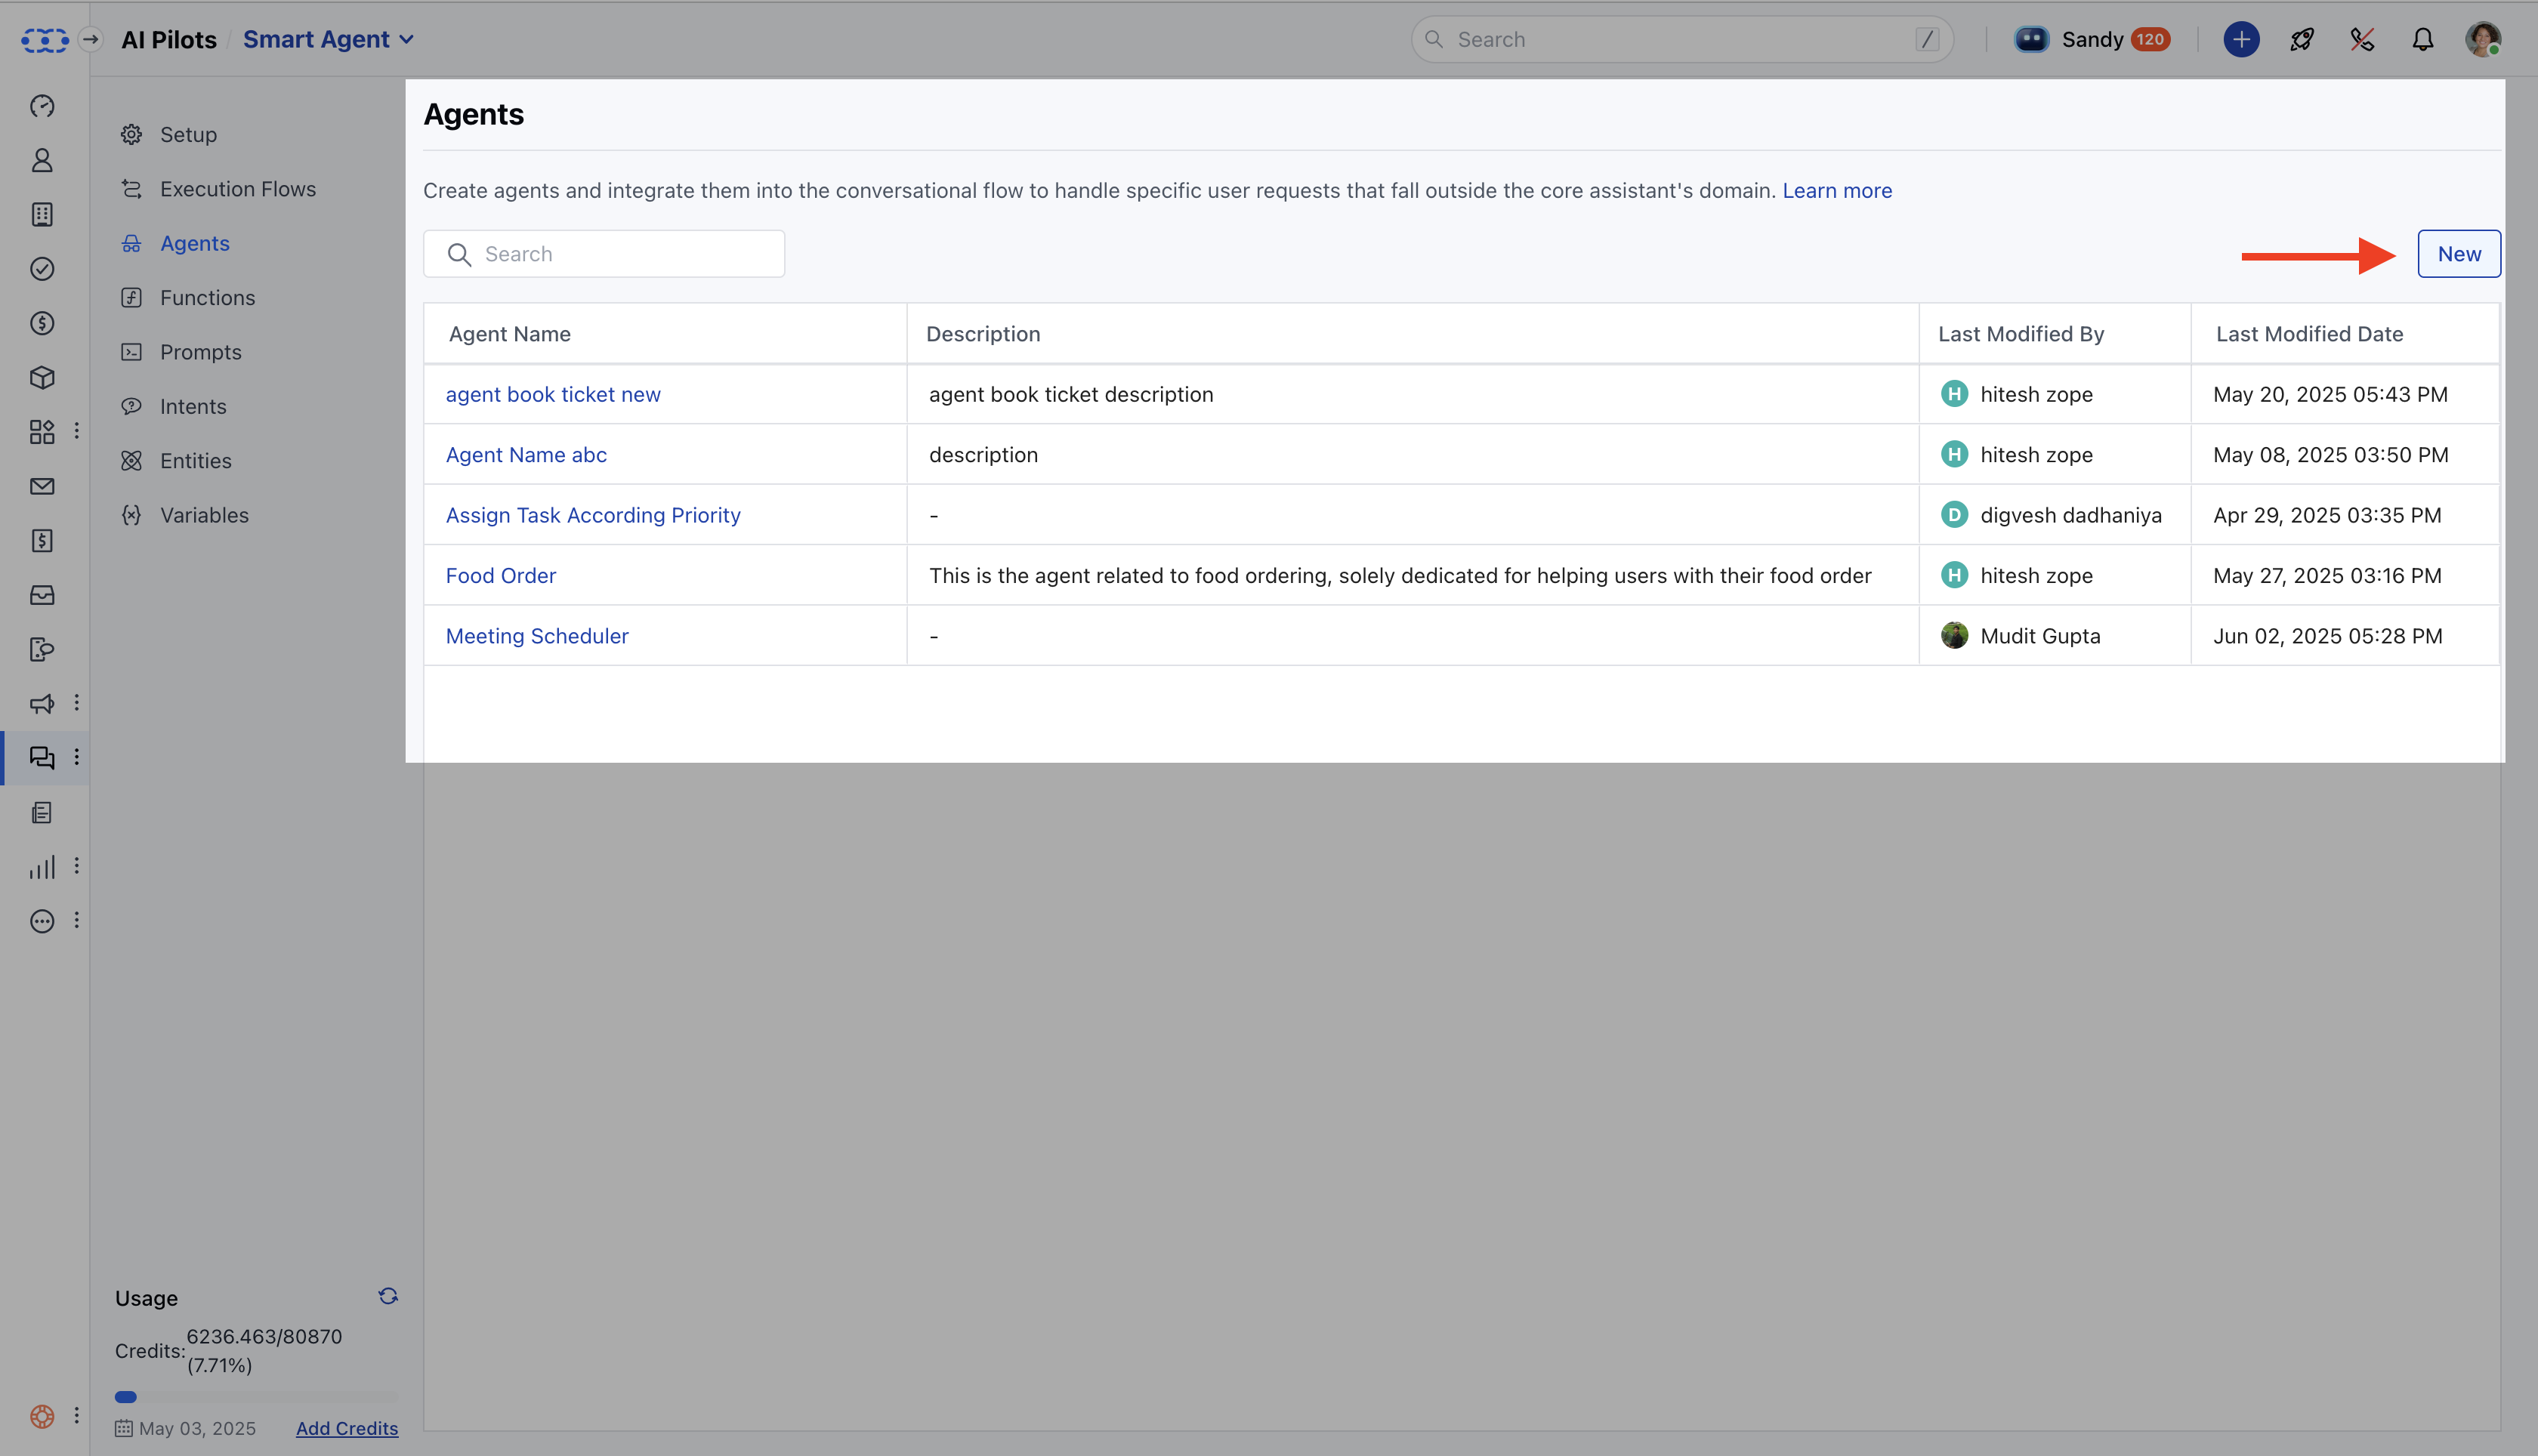 AI Pilots / Smart Agent
Search /
Sandy 120
Setup
Execution Flows
Agents
Functions
Prompts
Intents
Entities
Variables
Usage
Credits: 6236.463/80870
(7.71%)
May 03, 2025 Add Credits
Agents
Create agents and integrate them into the conversational flow to handle specific user requests that fall outside the core assistant's domain. Learn more
Search
New
Agent Name Description Last Modified By Last Modified Date
agent book ticket new agent book ticket description H hitesh zope May 20, 2025 05:43 PM
Agent Name abc description H hitesh zope May 08, 2025 03:50 PM
Assign Task According Priority - D digvesh dadhaniya Apr 29, 2025 03:35 PM
Food Order This is the agent related to food ordering, solely dedicated for helping users with their food order H hitesh zope May 27, 2025 03:16 PM
Meeting Scheduler - Mudit Gupta Jun 02, 2025 05:28 PM